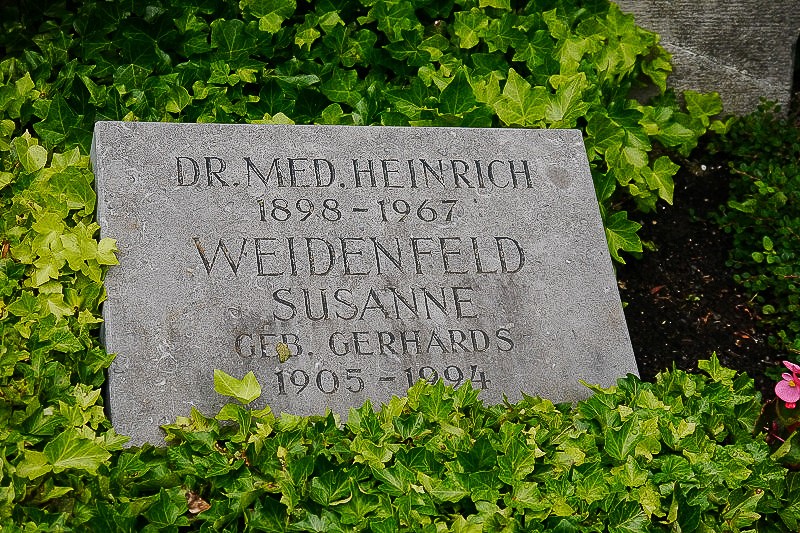 DR. MED. HEINRICH
1898 - 1967
WEIDENFELD
SUSANNE
GEB. GERHARDS
1905 - 1994